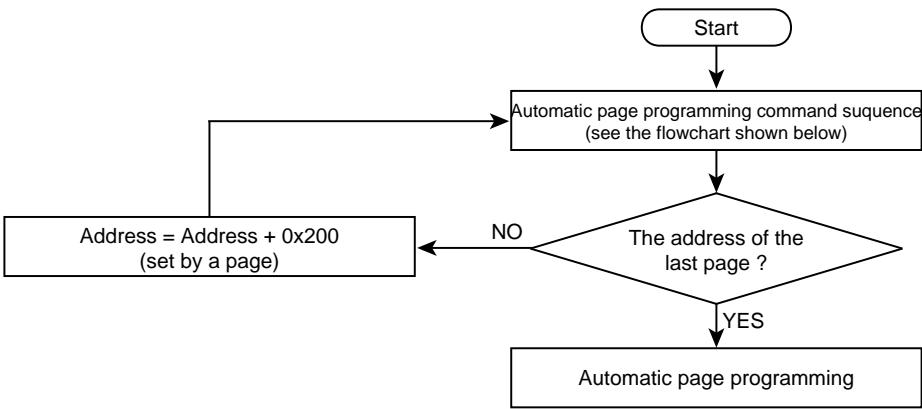 Start
Automatic page programming command suquence
(see the flowchart shown below)
Address = Address + 0x200
(set by a page)
NO
The address of the
last page ?
YES
Automatic page programming